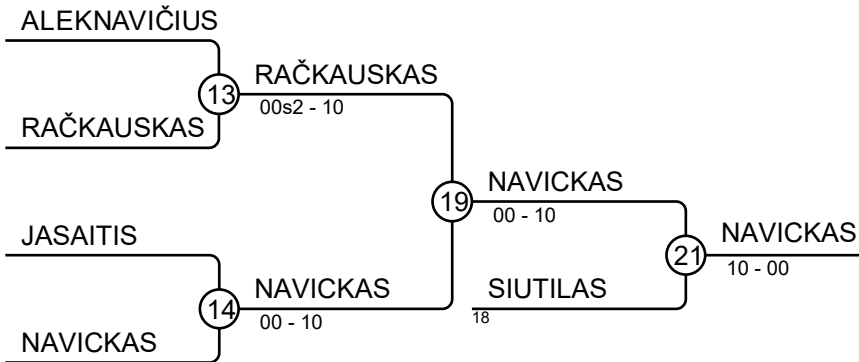 ALEKNAVIČIUS
13
RAČKAUSKAS
00s2 - 10
RAČKAUSKAS
19
NAVICKAS
00 - 10
JASAITIS
21
NAVICKAS
10 - 00
14
NAVICKAS
00 - 10
SIUTILAS
18
NAVICKAS